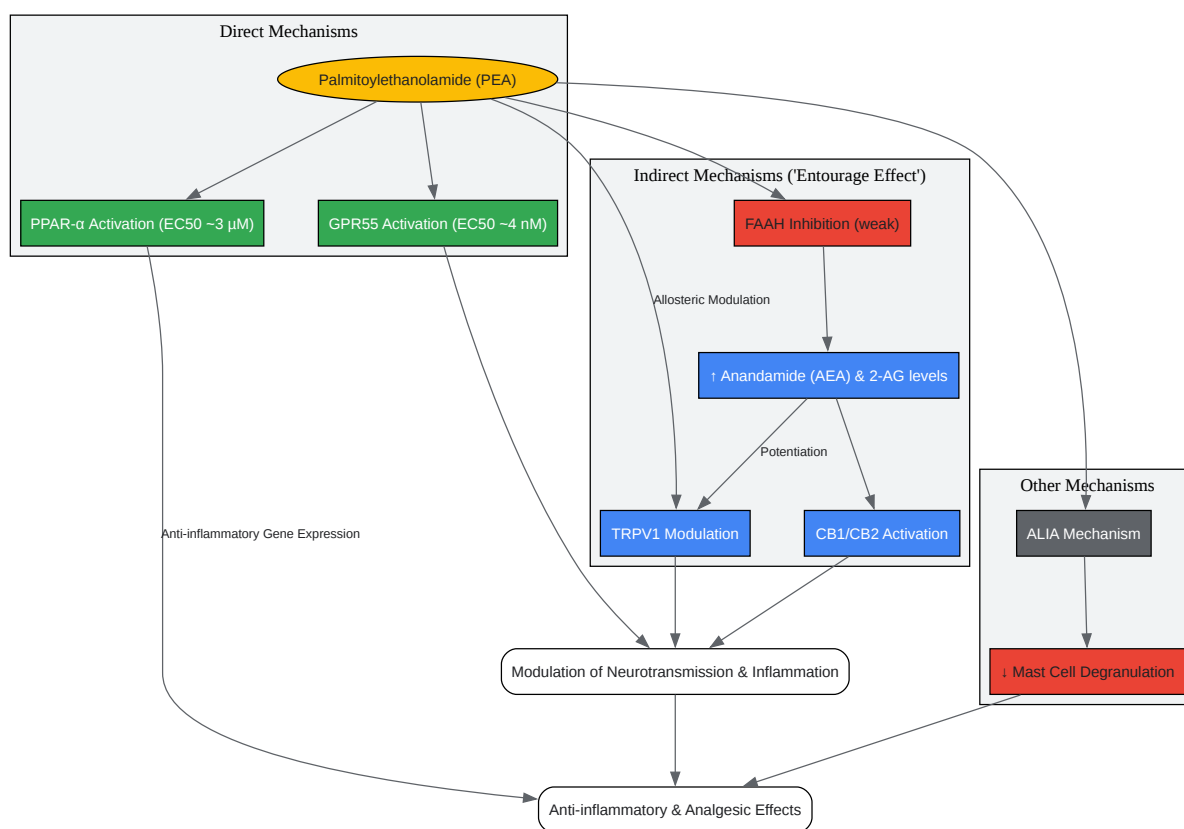 Direct Mechanisms
Palmitoylethanolamide (PEA)
Indirect Mechanisms ('Entourage Effect')
PPAR-α Activation (EC50 ~3 µM)
GPR55 Activation (EC50 ~4 nM)
FAAH Inhibition (weak)
Allosteric Modulation
↑ Anandamide (AEA) & 2-AG levels
Potentiation
Other Mechanisms
Anti-inflammatory Gene Expression
TRPV1 Modulation
CB1/CB2 Activation
ALIA Mechanism
Modulation of Neurotransmission & Inflammation
↓ Mast Cell Degranulation
Anti-inflammatory & Analgesic Effects